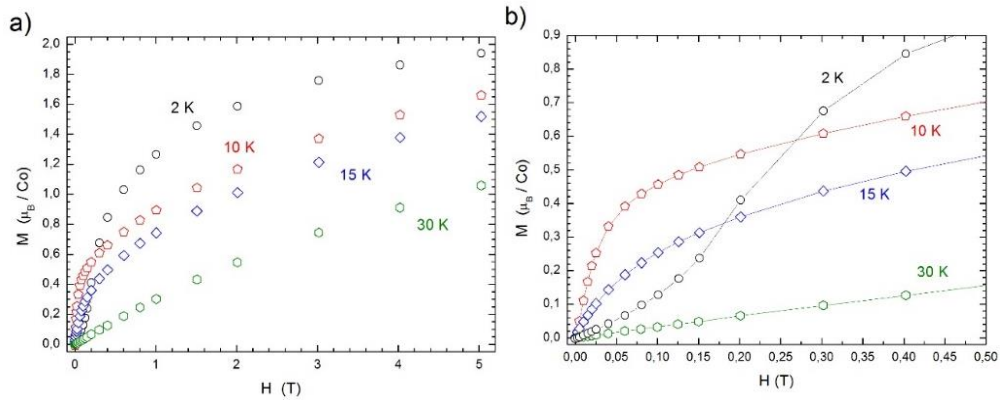 a)
2,0
1,8
1,6
1,4
1,2
1,0
0,8
0,6
0,4
0,2
0,0
M (μB / Co)
2 K
10 K
15 K
30 K
0 1 2 3 4 5
H (T)
b)
0,9
0,8
0,7
0,6
0,5
0,4
0,3
0,2
0,1
0,0
M (μB / Co)
2 K
10 K
15 K
30 K
0,00 0,05 0,10 0,15 0,20 0,25 0,30 0,35 0,40 0,45 0,50
H (T)